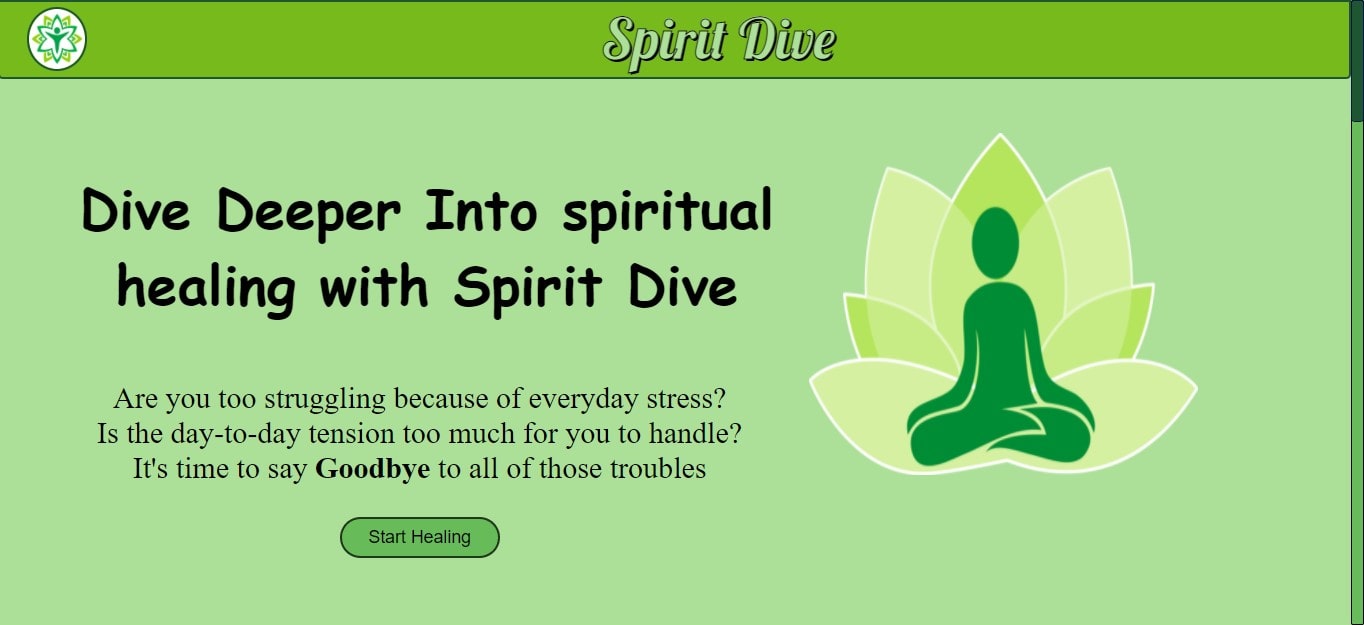 Spirit Dive
Dive Deeper Into spiritual
healing with Spirit Dive
Are you too struggling because of everyday stress?
Is the day-to-day tension too much for you to handle?
It's time to say Goodbye to all of those troubles
Start Healing